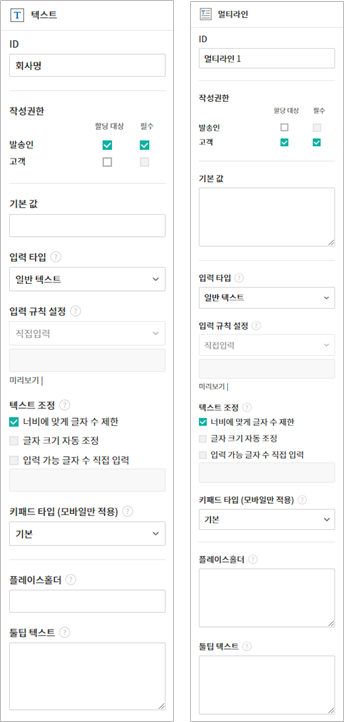 T 텍스트
ID
회사명
작성권한
할당 대상 필수
발송인
고객
기본 값
입력 타입 ?
일반 텍스트
입력 규칙 설정 ?
직접입력
미리보기 |
텍스트 조정 ?
너비에 맞게 글자 수 제한
글자 크기 자동 조정
입력 가능 글자 수 직접 입력
키패드 타입 (모바일만 적용) ?
기본
플레이스홀더 ?
툴팁 텍스트 ?
멀티라인
ID
멀티라인 1
작성권한
할당 대상 필수
발송인
고객
기본 값
입력 타입 ?
일반 텍스트
입력 규칙 설정 ?
직접입력
미리보기 |
텍스트 조정 ?
너비에 맞게 글자 수 제한
글자 크기 자동 조정
입력 가능 글자 수 직접 입력
키패드 타입 (모바일만 적용) ?
기본
플레이스홀더 ?
툴팁 텍스트 ?